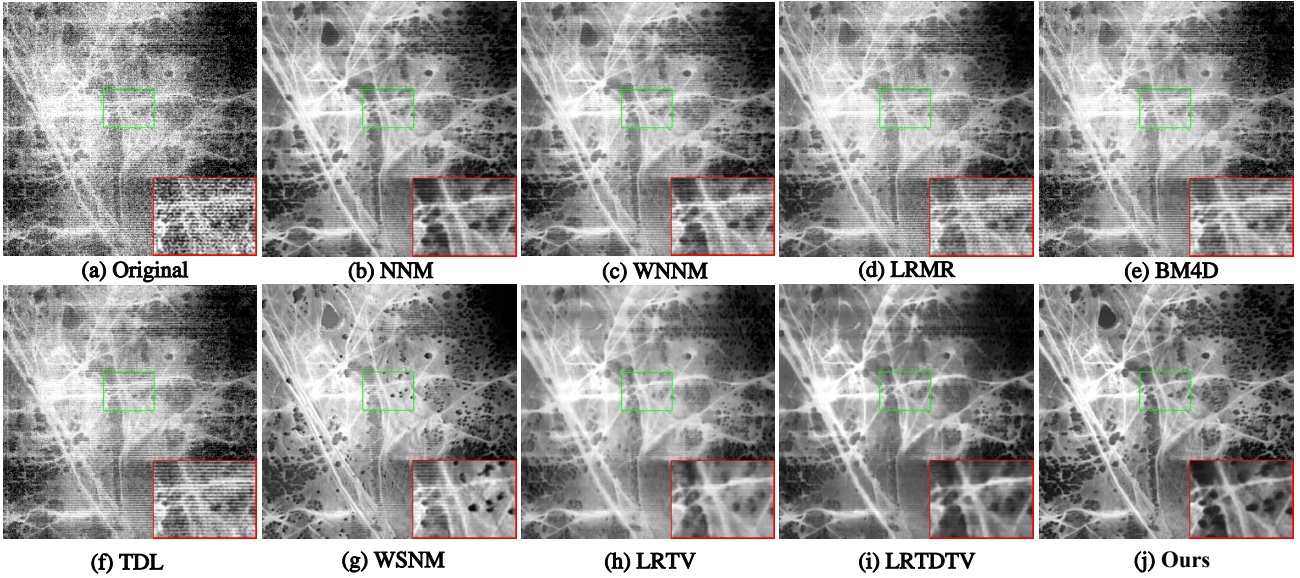 (a) Original
(b) NNM
(c) WNNM
(d) LRMR
(e) BM4D
(f) TDL
(g) WSNM
(h) LRTV
(i) LRTDTV
(j) Ours